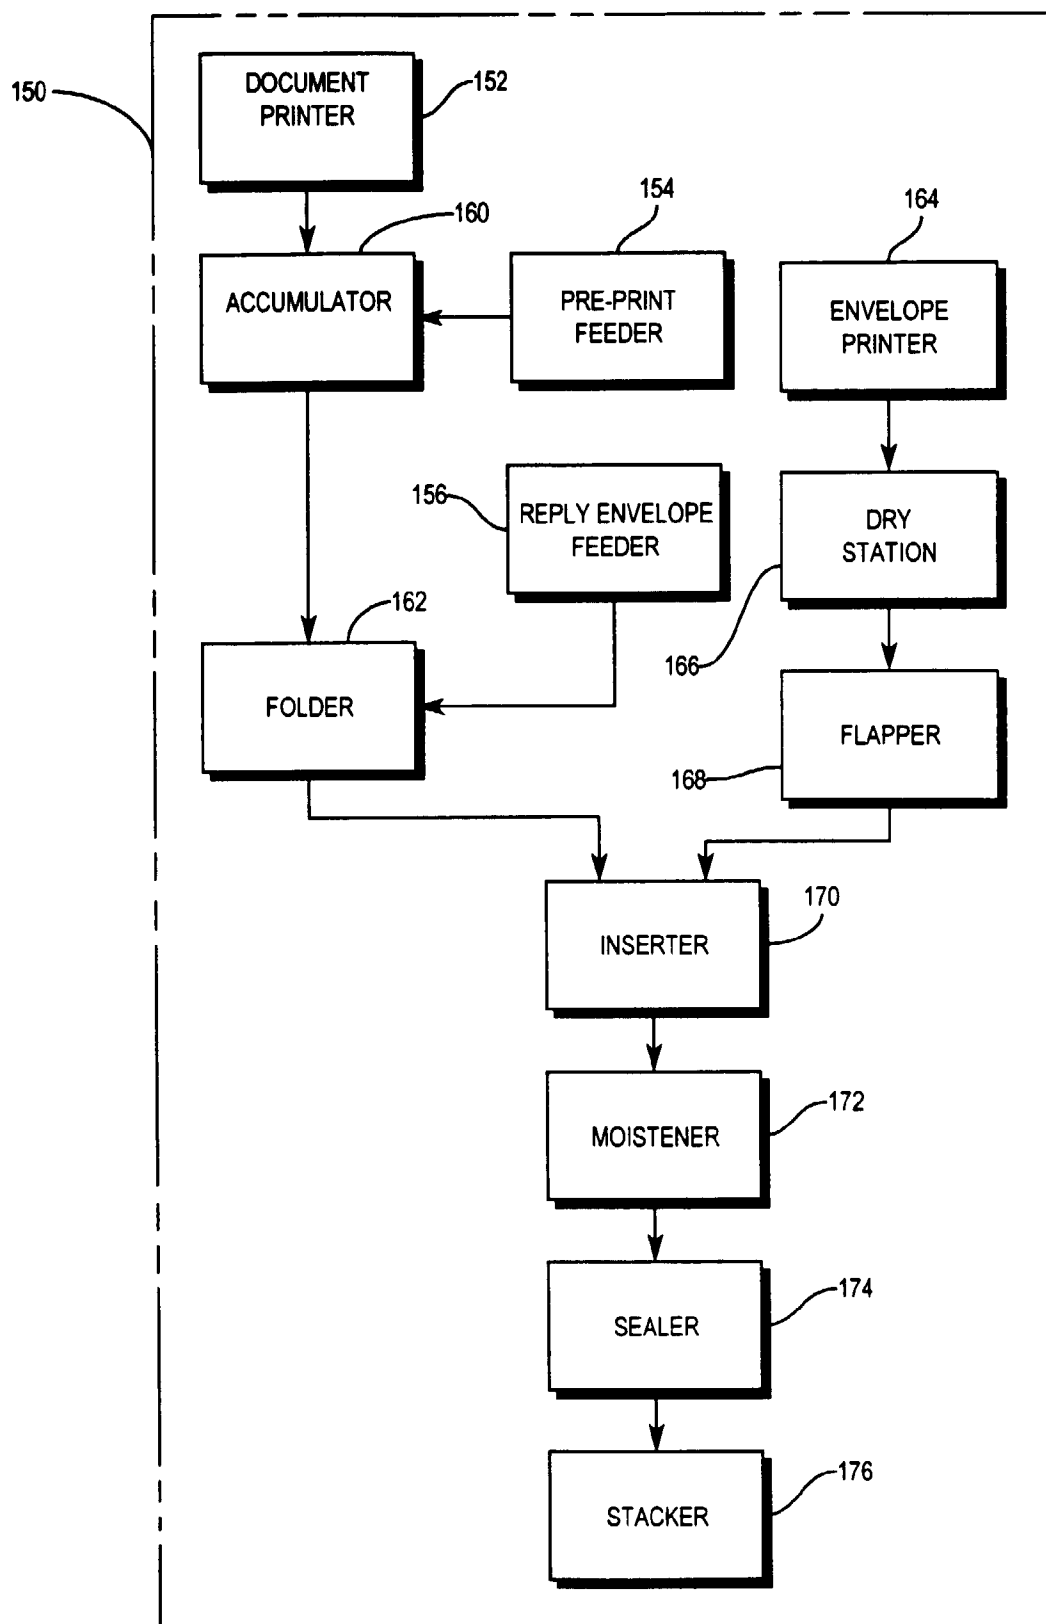 150
DOCUMENT
PRINTER
152
160
154
164
ACCUMULATOR
PRE-PRINT
FEEDER
ENVELOPE
PRINTER
156
REPLY ENVELOPE
FEEDER
DRY
STATION
166
162
FOLDER
FLAPPER
168
170
INSERTER
172
MOISTENER
174
SEALER
176
STACKER